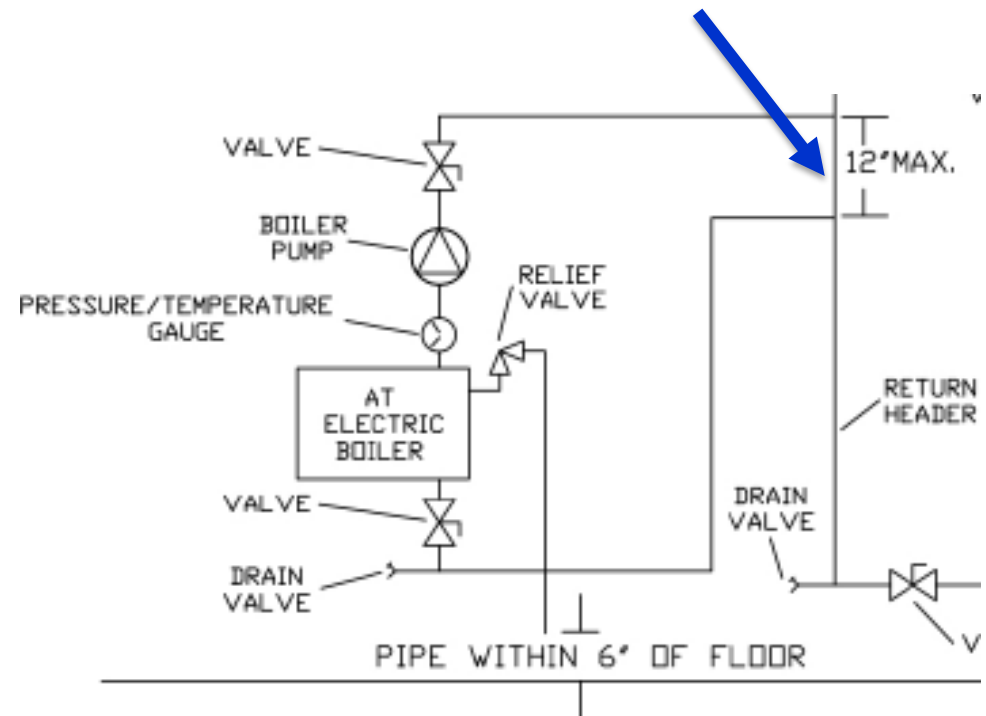 VALVE
12"MAX.
BOILER
PUMP
RELIEF
VALVE
PRESSURE/TEMPERATURE
GAUGE
AT
ELECTRIC
BOILER
RETURN
HEADER
VALVE
DRAIN
VALVE
DRAIN
VALVE
PIPE WITHIN 6" OF FLOOR